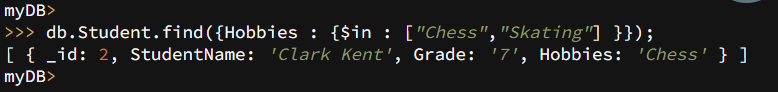 myDB>
>>> db.Student.find({Hobbies : {$in : ["Chess","Skating"] }});
[ { _id: 2, StudentName: 'Clark Kent', Grade: '7', Hobbies: 'Chess' } ]
myDB>